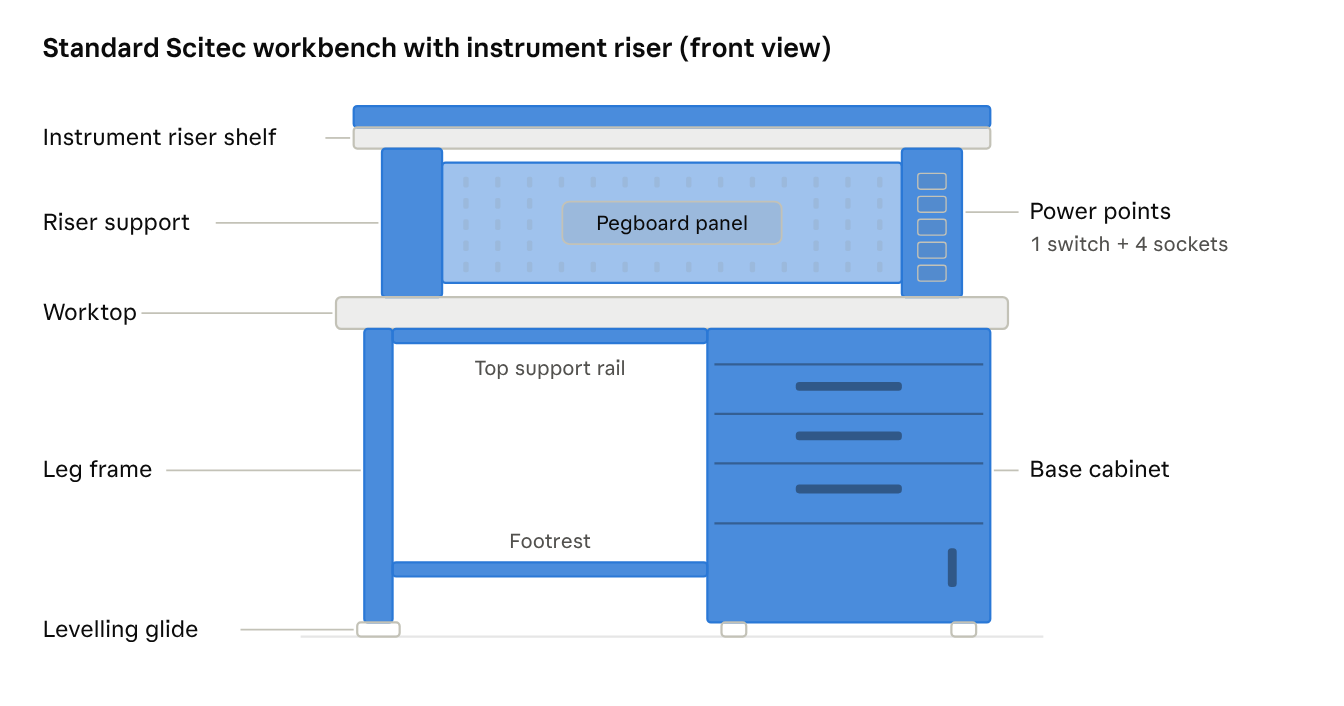 Standard Scitec workbench with instrument riser (front view)
Instrument riser shelf
Riser support
Pegboard panel
Power points
1 switch + 4 sockets
Worktop
Top support rail
Leg frame
Base cabinet
Footrest
Levelling glide